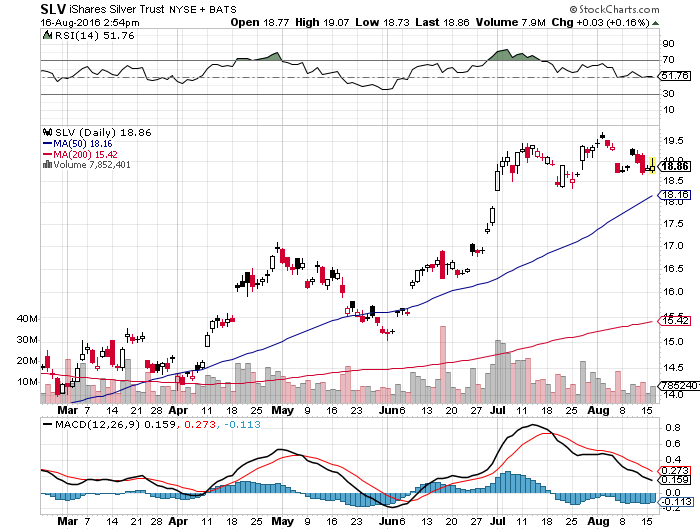 SLV iShares Silver Trust NYSE + BATS © StockCharts.com
16-Aug-2016 2:54pm Open 18.77 High 19.07 Low 18.73 Last 18.86 Volume 7.9M Chg +0.03 (+0.16%)
RSI(14) 51.76
90
70
51.76
30
10
SLV (Daily) 18.86
MA(50) 18.16
MA(200) 15.42
Volume 7,852,401
19.5
19.0
18.86
18.5
18.16
17.5
17.0
16.5
16.0
15.5
15.42
15.0
14.5
14.0
40M
30M
20M
10M
785240
Mar 7 14 21 28 Apr 11 18 25 May 9 16 23 Jun 6 13 20 27 Jul 11 18 25 Aug 8 15
MACD(12,26,9) 0.159, 0.273, -0.113
0.8
0.6
0.4
0.273
0.159
0.0
-0.113
-0.2
Mar 7 14 21 28 Apr 11 18 25 May 9 16 23 Jun 6 13 20 27 Jul 11 18 25 Aug 8 15